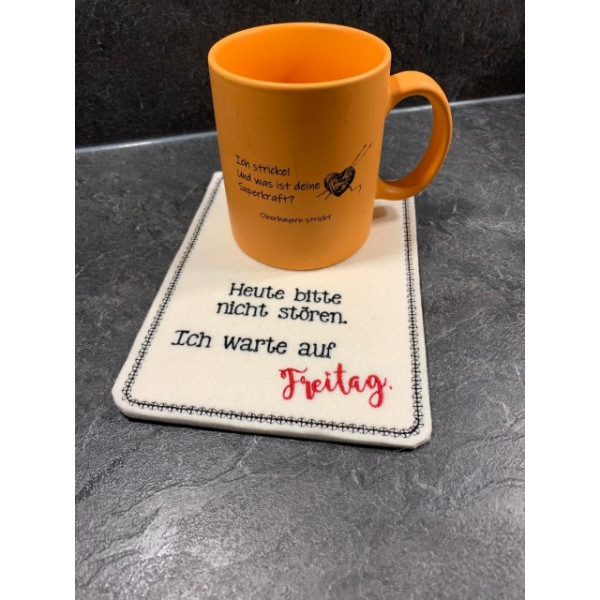 Ich stricke!
Und was ist deine
Superkraft?
Oberbayern strickt
Heute bitte
nicht stören.
Ich warte auf
Freitag.